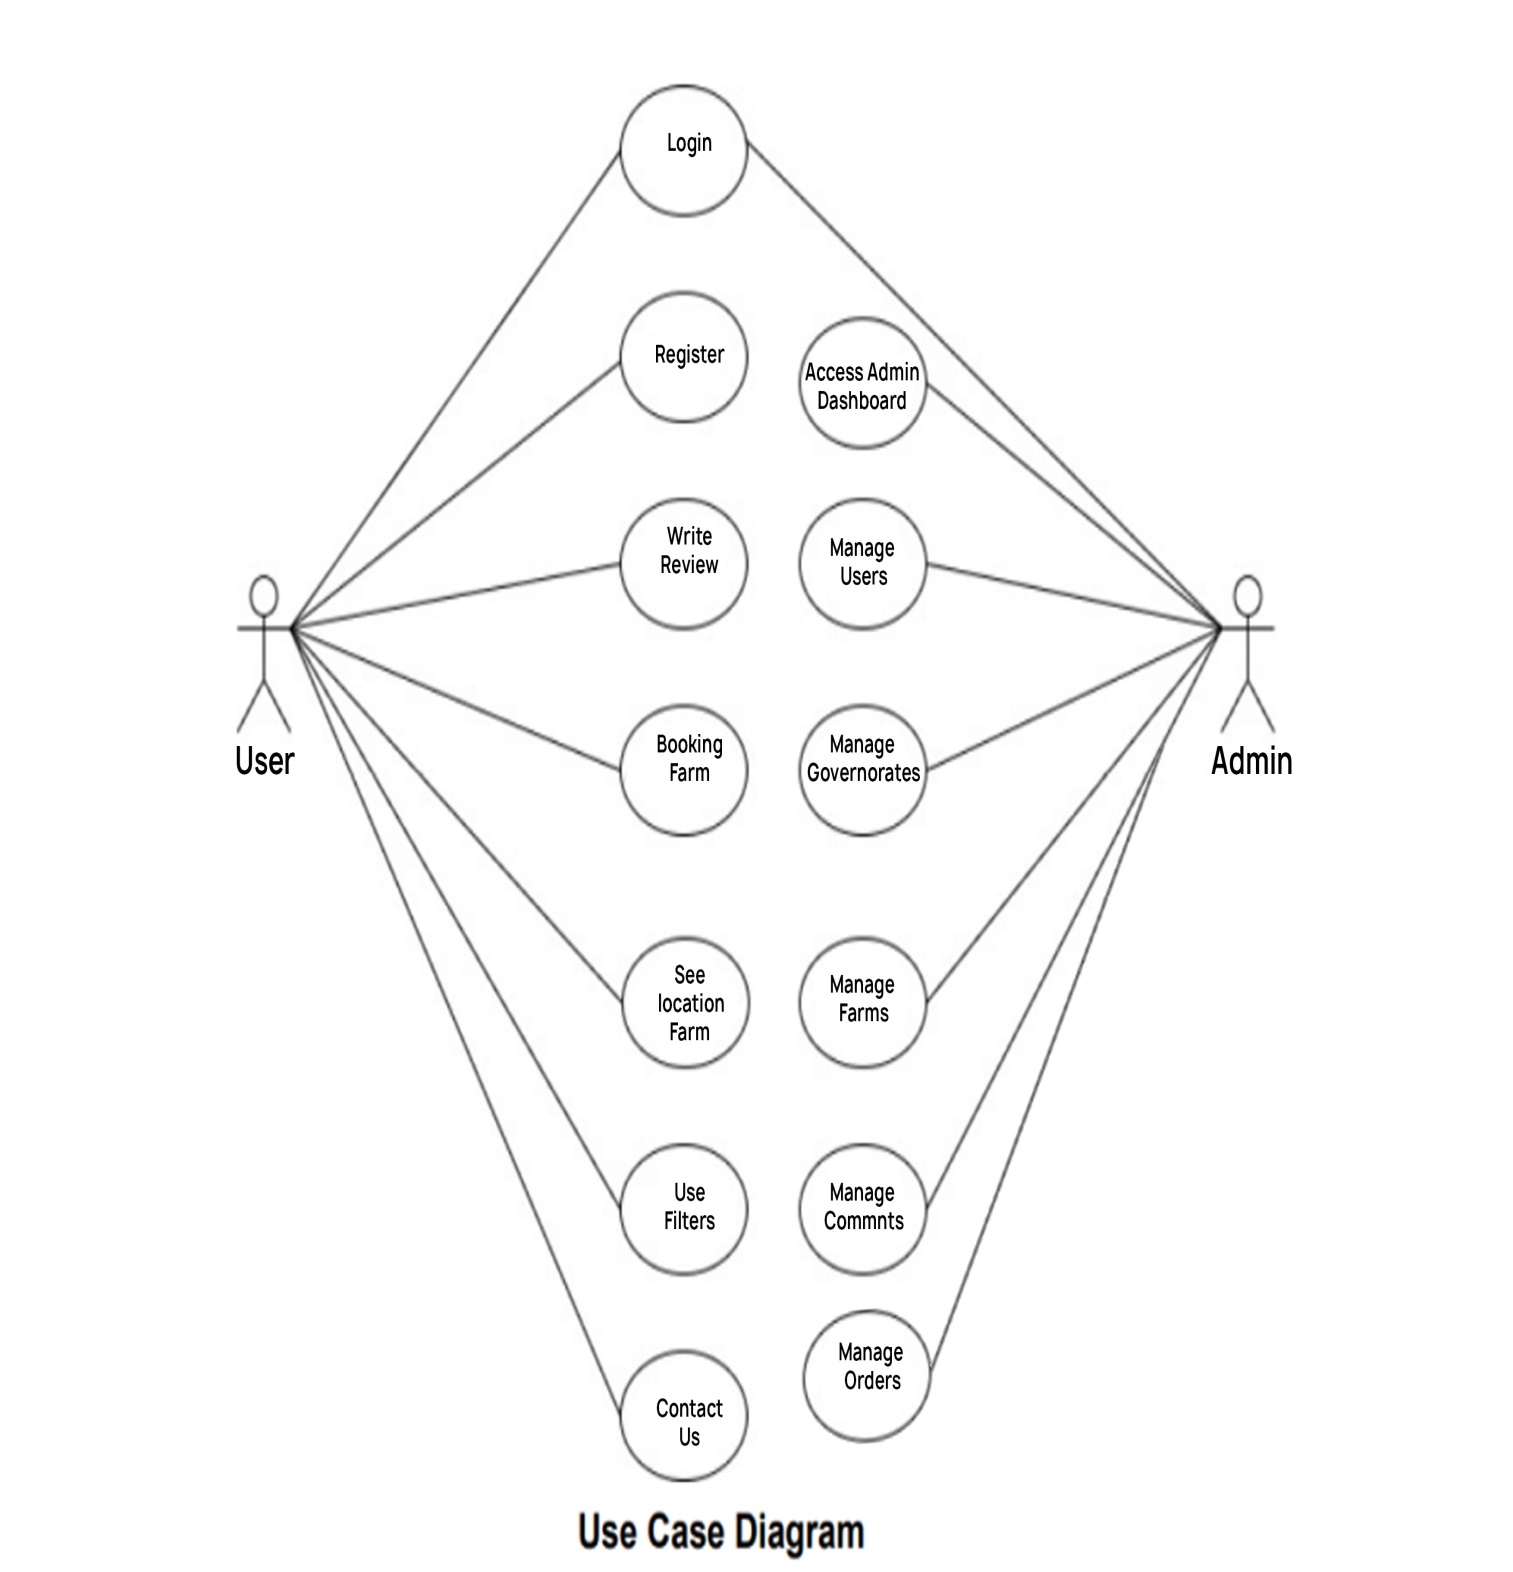 Login
Register
Access Admin
Dashboard
Write
Review
Manage
Users
User
Admin
Booking
Farm
Manage
Governorates
See
location
Farm
Manage
Farms
Use
Filters
Manage
Commnts
Manage
Orders
Contact
Us
Use Case Diagram